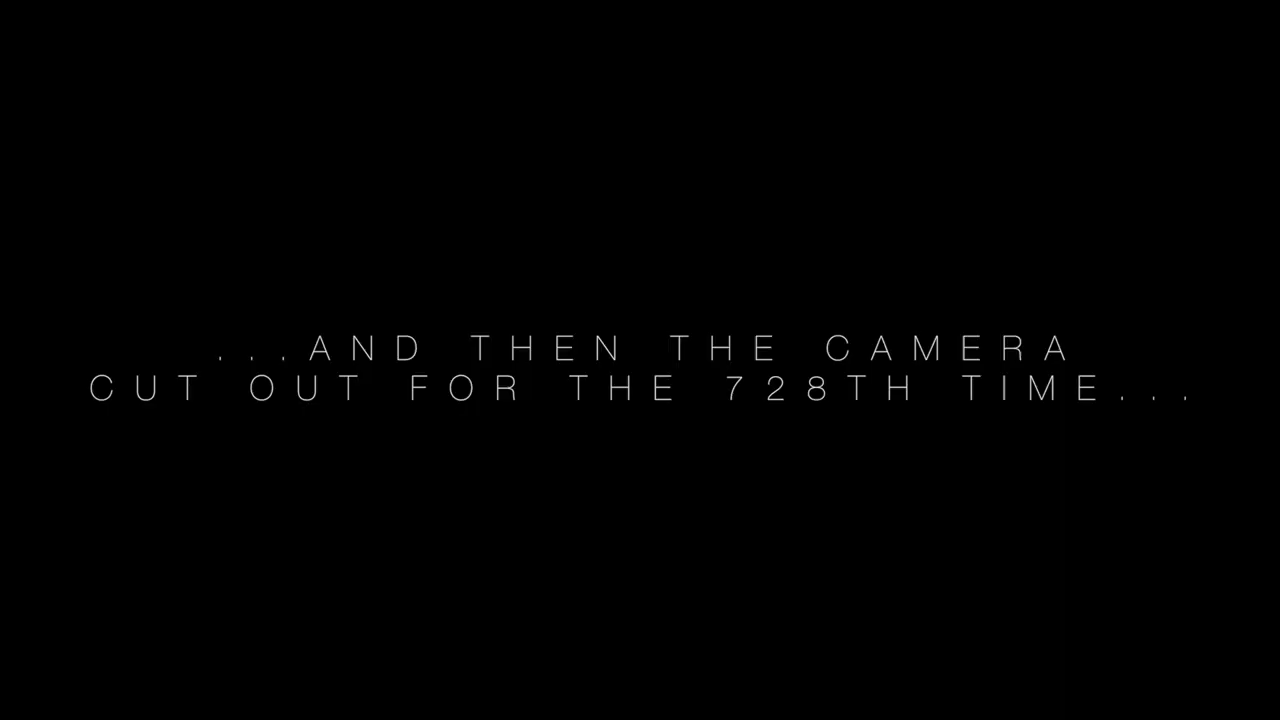 ...AND THEN THE CAMERA
CUT OUT FOR THE 728TH TIME...